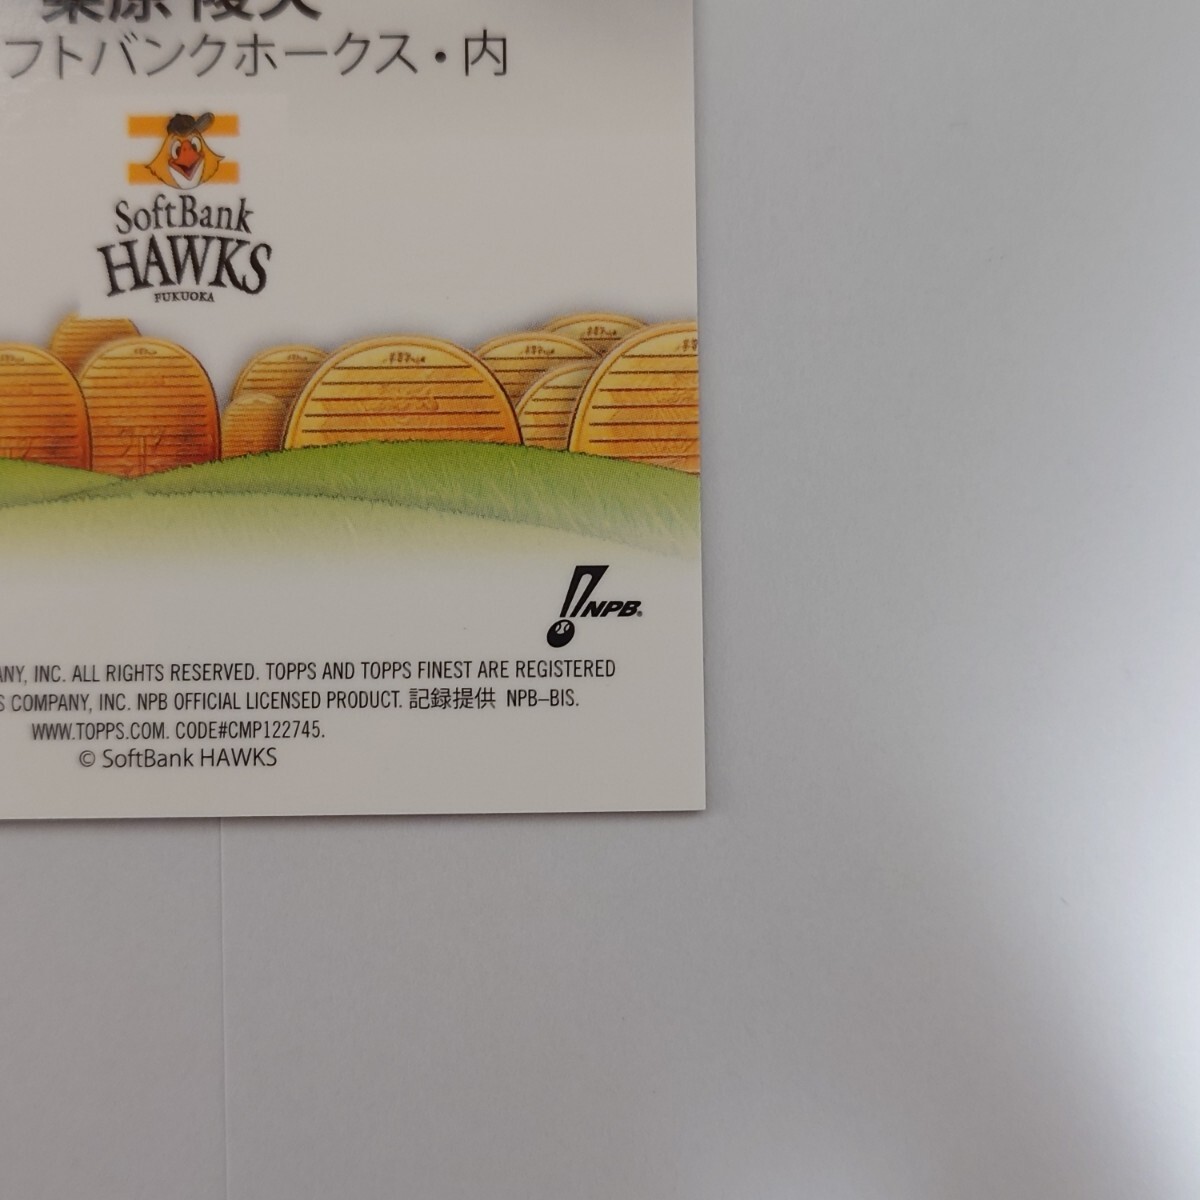 フトバンクホークス・内
SoftBank
HAWKS
FUKUOKA
NPB®
ANY, INC. ALL RIGHTS RESERVED. TOPPS AND TOPPS FINEST ARE REGISTERED
S COMPANY, INC. NPB OFFICIAL LICENSED PRODUCT. 記録提供 NPB–BIS.
WWW.TOPPS.COM. CODE#CMP122745.
© SoftBank HAWKS